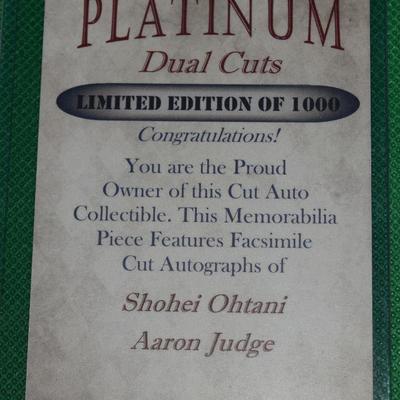 PLATINUM
Dual Cuts
LIMITED EDITION OF 1000
Congratulations!
You are the Proud
Owner of this Cut Auto
Collectible. This Memorabilia
Piece Features Facsimile
Cut Autographs of
Shohei Ohtani
Aaron Judge